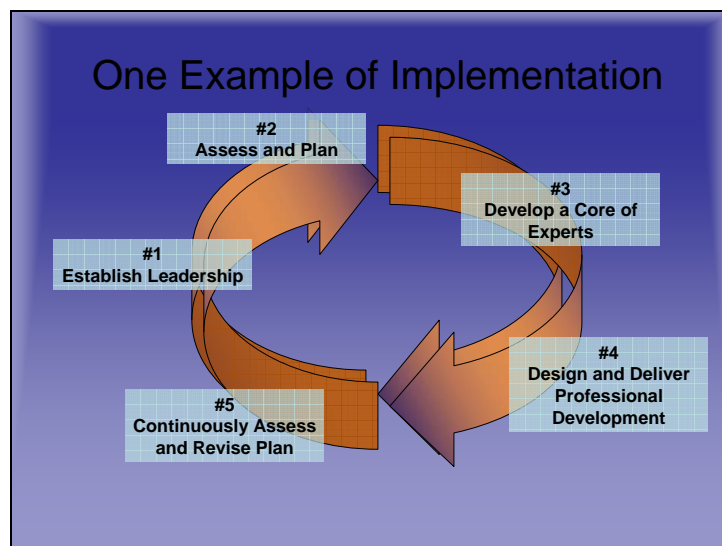 One Example of Implementation
#1
Establish Leadership
#2
Assess and Plan
#3
Develop a Core of
Experts
#4
Design and Deliver
Professional
Development
#5
Continuously Assess
and Revise Plan